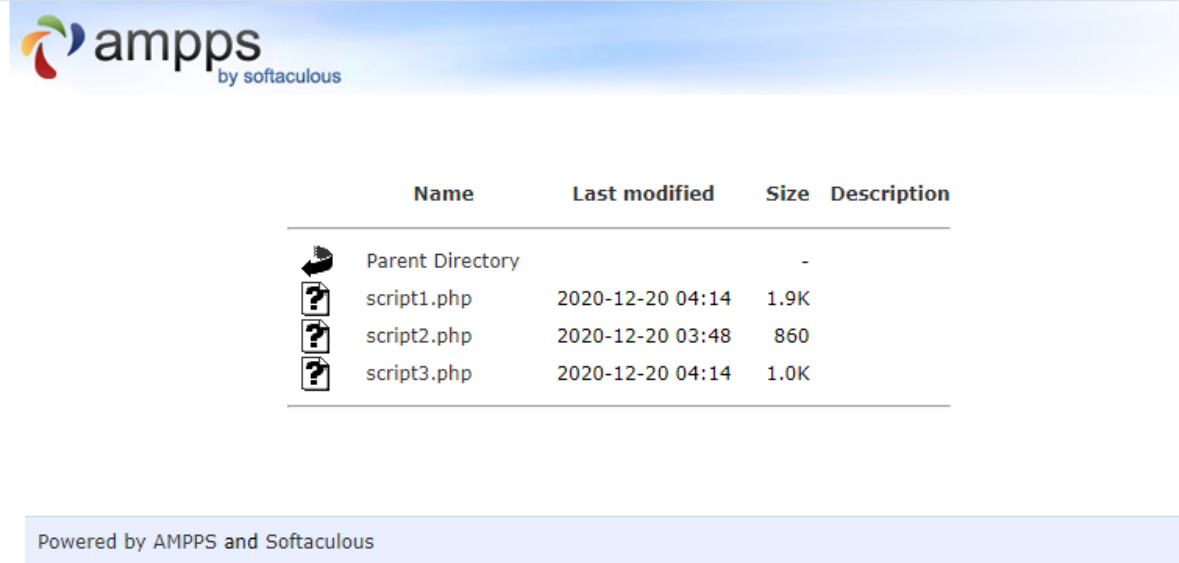 ampps
by softaculous
Name Last modified Size Description
Parent Directory -
script1.php 2020-12-20 04:14 1.9K
script2.php 2020-12-20 03:48 860
script3.php 2020-12-20 04:14 1.0K
Powered by AMPPS and Softaculous